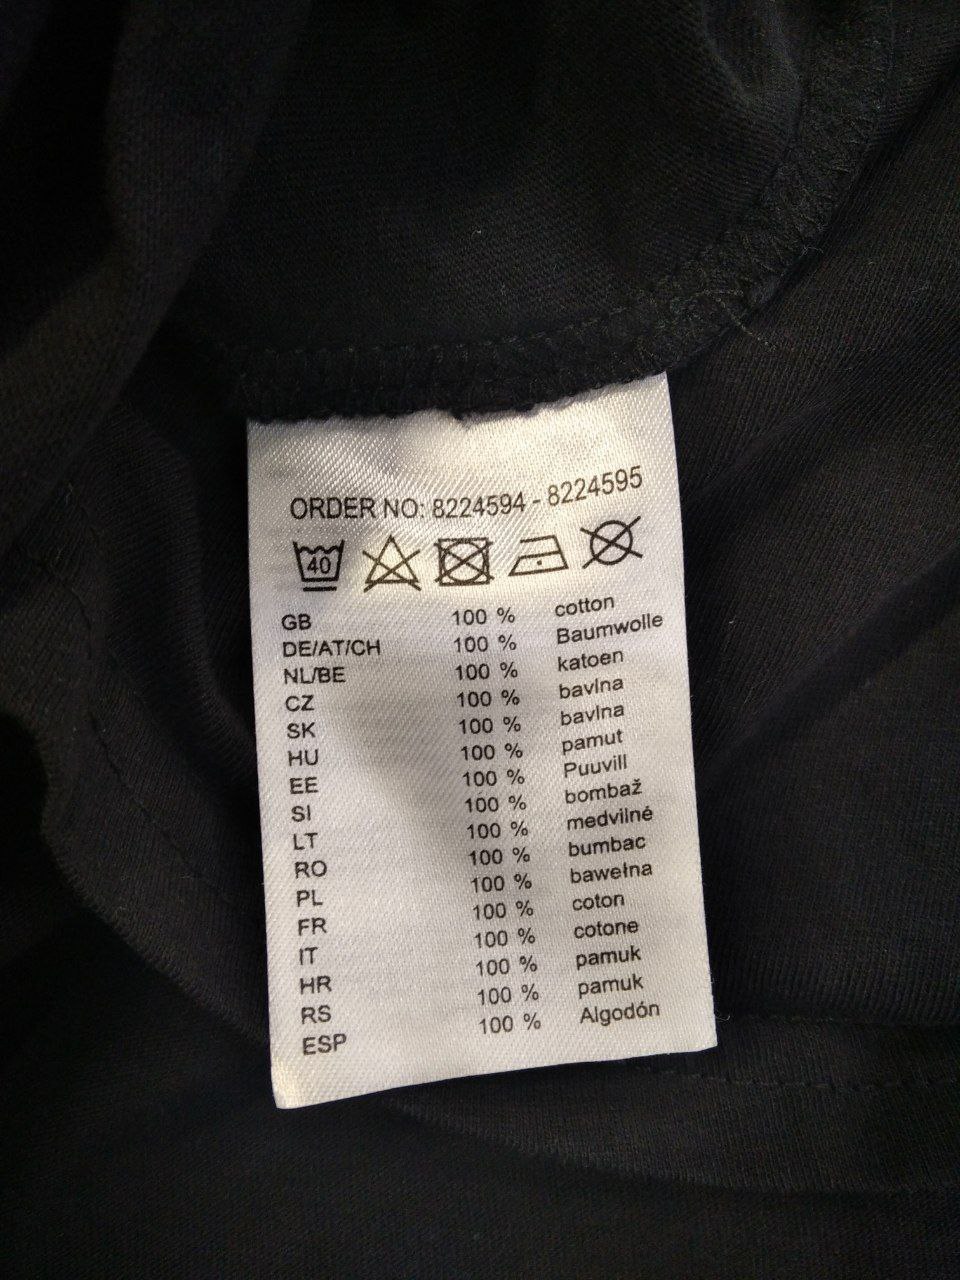 ORDER NO: 8224594 - 8224595
40
GB 100 % cotton
DE/AT/CH 100 % Baumwolle
NL/BE 100 % katoen
CZ 100 % bavlna
SK 100 % bavlna
HU 100 % pamut
EE 100 % Puuvill
SI 100 % bombaž
LT 100 % medvilnė
RO 100 % bumbac
PL 100 % bawełna
FR 100 % coton
IT 100 % cotone
HR 100 % pamuk
RS 100 % pamuk
ESP 100 % Algodón